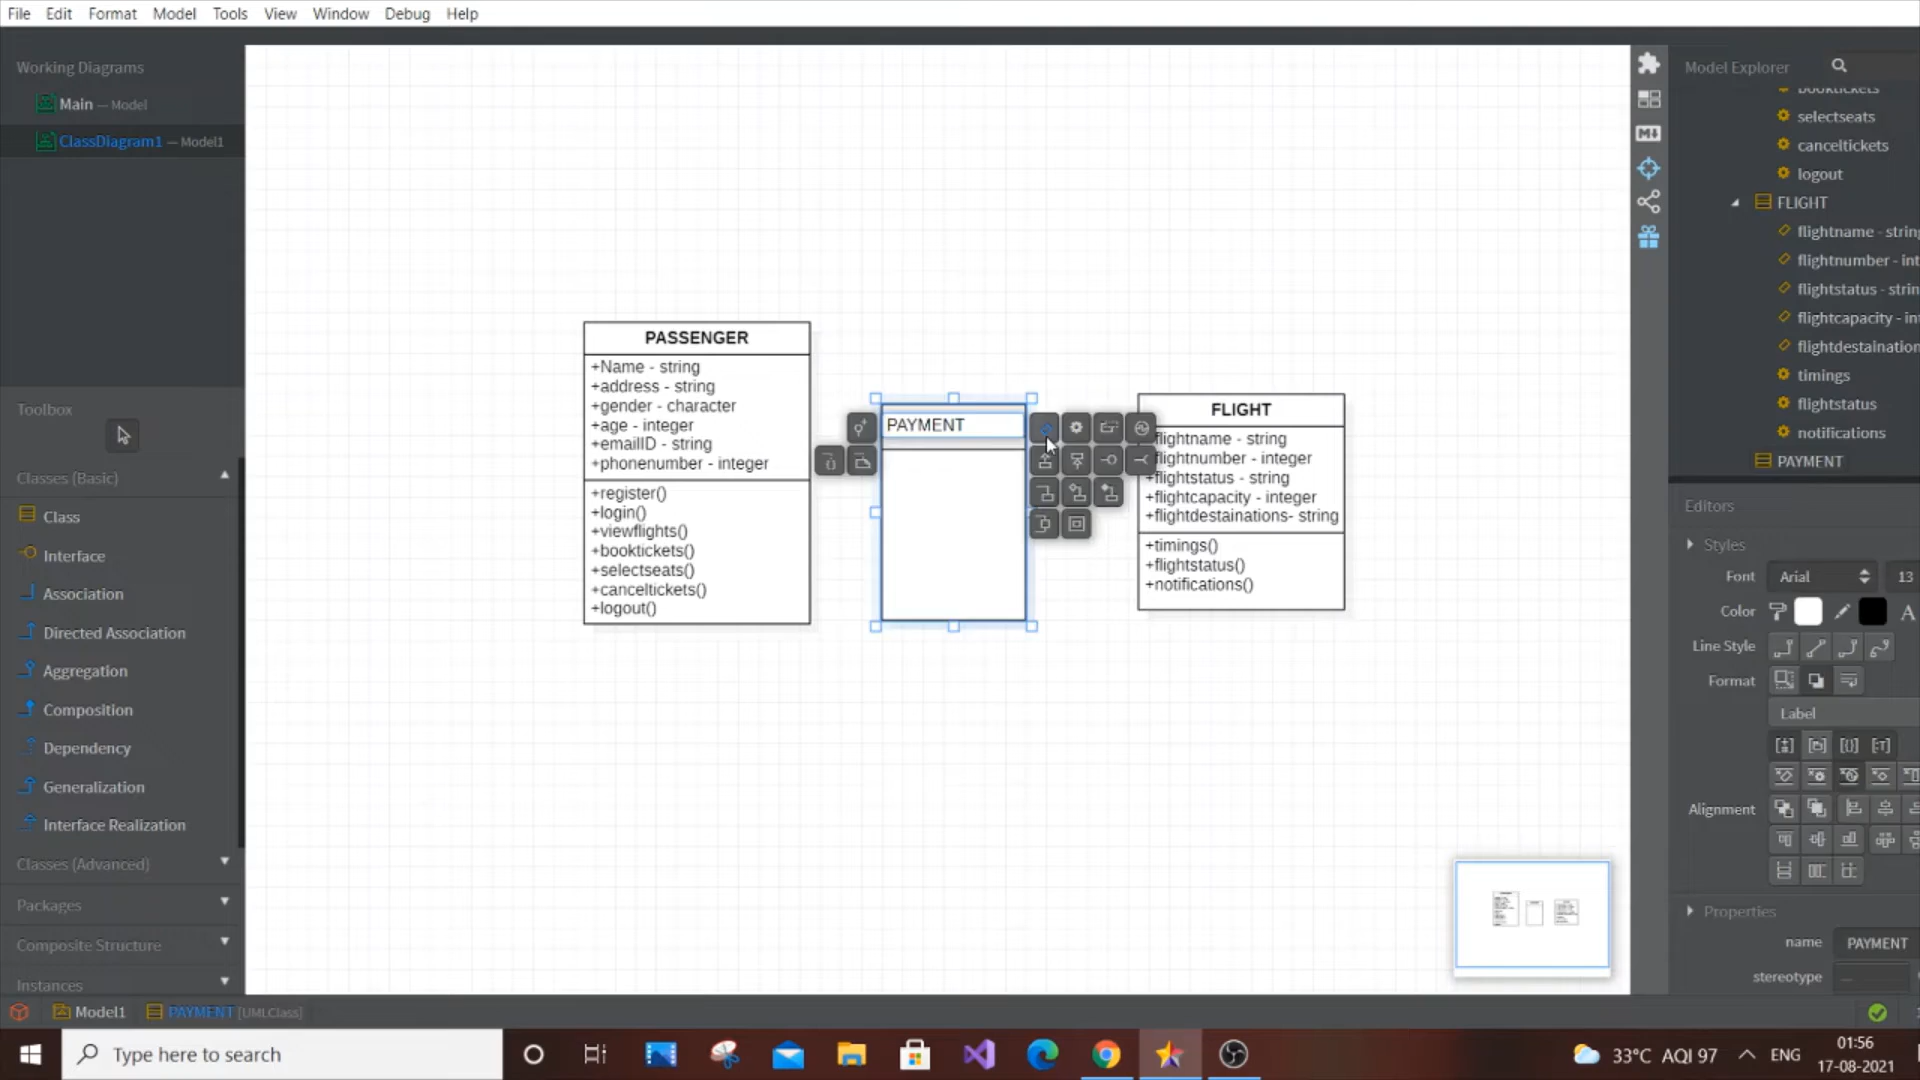 File Edit Format Model Tools View Window Debug Help
Working Diagrams
Main — Model
ClassDiagram1 — Model1
Toolbox
Classes (Basic)
Class
Interface
Association
Directed Association
Aggregation
Composition
Dependency
Generalization
Interface Realization
Classes (Advanced)
Packages
Composite Structure
Instances
PASSENGER
+Name - string
+address - string
+gender - character
+age - integer
+emailID - string
+phonenumber - integer
+register()
+login()
+viewflights()
+booktickets()
+selectseats()
+canceltickets()
+logout()
PAYMENT
FLIGHT
flightname - string
flightnumber - integer
+flightstatus - string
+flightcapacity - integer
+flightdestainations- string
+timings()
+flightstatus()
+notifications()
Model Explorer
booktickets
selectseats
canceltickets
logout
FLIGHT
flightname - string
flightnumber - int
flightstatus - strin
flightcapacity - int
flightdestaination
timings
flightstatus
notifications
PAYMENT
Editors
Styles
Font Arial 13
Color A
Line Style
Format
Label
Alignment
Properties
name PAYMENT
stereotype —
Model1 PAYMENT [UMLClass]
Type here to search
33°C AQI 97 ENG
01:56
17-08-2021